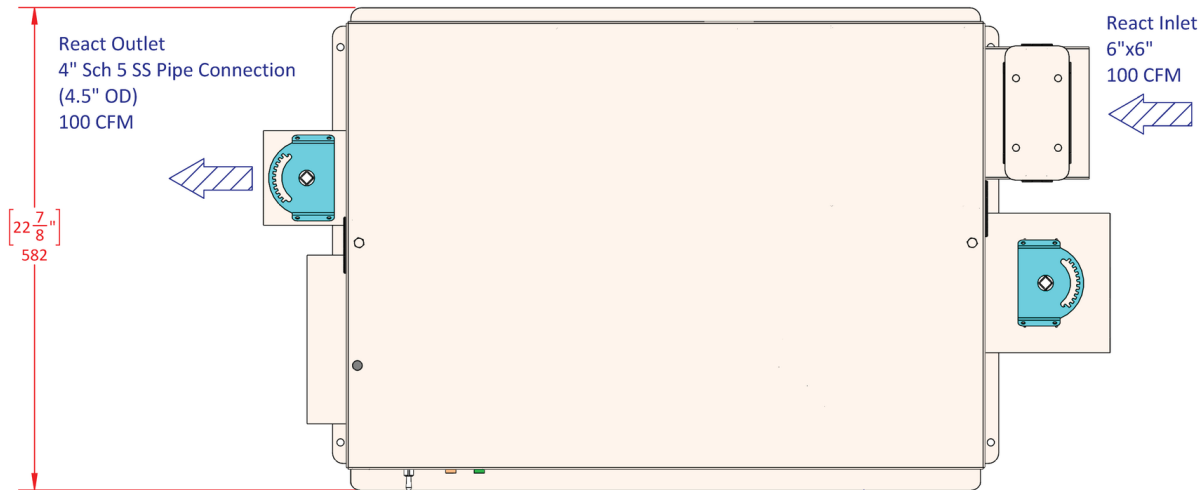 React Outlet
4" Sch 5 SS Pipe Connection
(4.5" OD)
100 CFM
React Inlet
6"x6"
100 CFM
[22 7/8"]
582